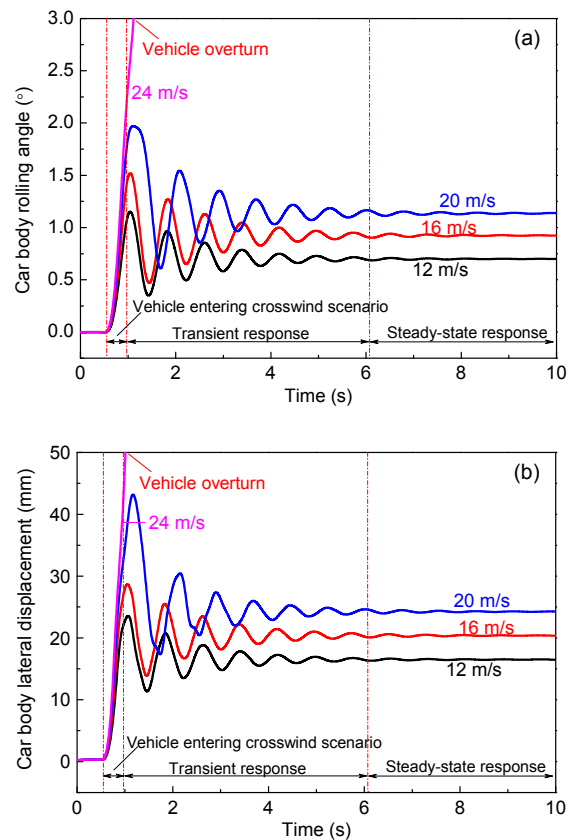 (a)
Vehicle overturn
24 m/s
20 m/s
16 m/s
12 m/s
Vehicle entering crosswind scenario
Transient response
Steady-state response
Car body rolling angle (°)
3.0
2.5
2.0
1.5
1.0
0.5
0.0
0 2 4 6 8 10
Time (s)
(b)
Vehicle overturn
24 m/s
20 m/s
16 m/s
12 m/s
Vehicle entering crosswind scenario
Transient response
Steady-state response
Car body lateral displacement (mm)
50
40
30
20
10
0
0 2 4 6 8 10
Time (s)